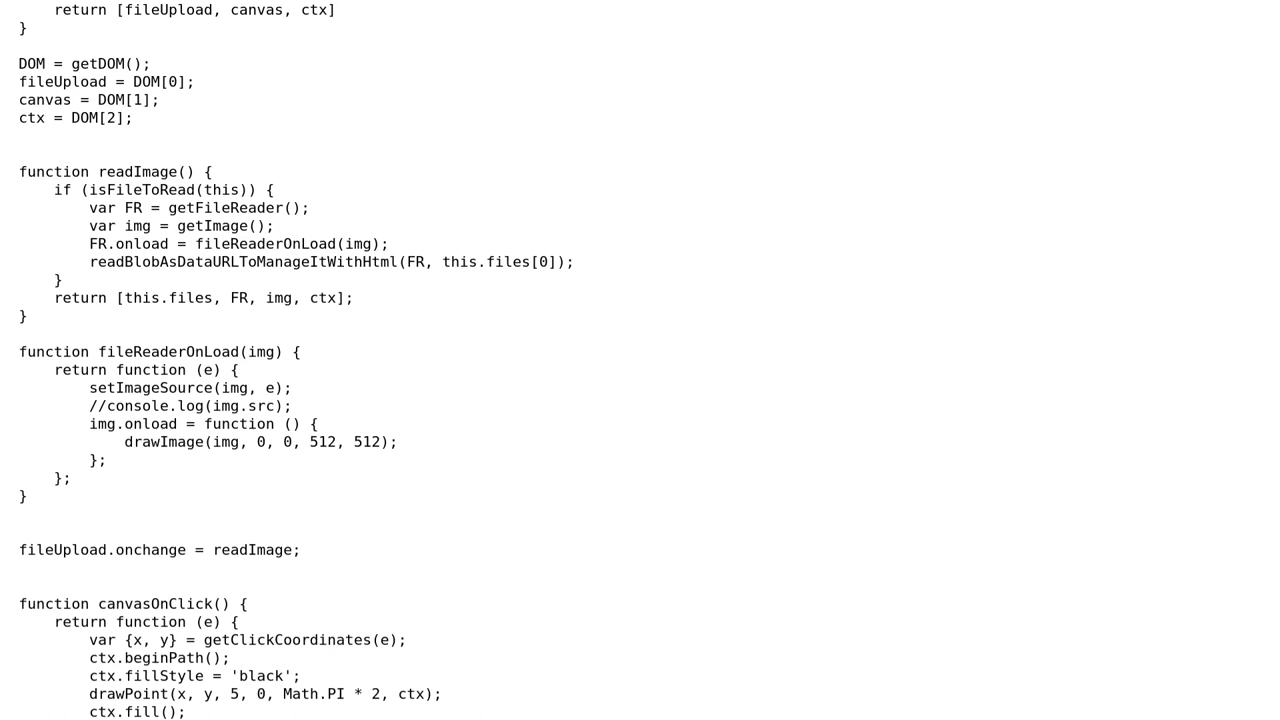 return [fileUpload, canvas, ctx]
}

DOM = getDOM();
fileUpload = DOM[0];
canvas = DOM[1];
ctx = DOM[2];


function readImage() {
    if (isFileToRead(this)) {
        var FR = getFileReader();
        var img = getImage();
        FR.onload = fileReaderOnLoad(img);
        readBlobAsDataURLToManageItWithHtml(FR, this.files[0]);
    }
    return [this.files, FR, img, ctx];
}

function fileReaderOnLoad(img) {
    return function (e) {
        setImageSource(img, e);
        //console.log(img.src);
        img.onload = function () {
            drawImage(img, 0, 0, 512, 512);
        };
    };
}


fileUpload.onchange = readImage;


function canvasOnClick() {
    return function (e) {
        var {x, y} = getClickCoordinates(e);
        ctx.beginPath();
        ctx.fillStyle = 'black';
        drawPoint(x, y, 5, 0, Math.PI * 2, ctx);
        ctx.fill();